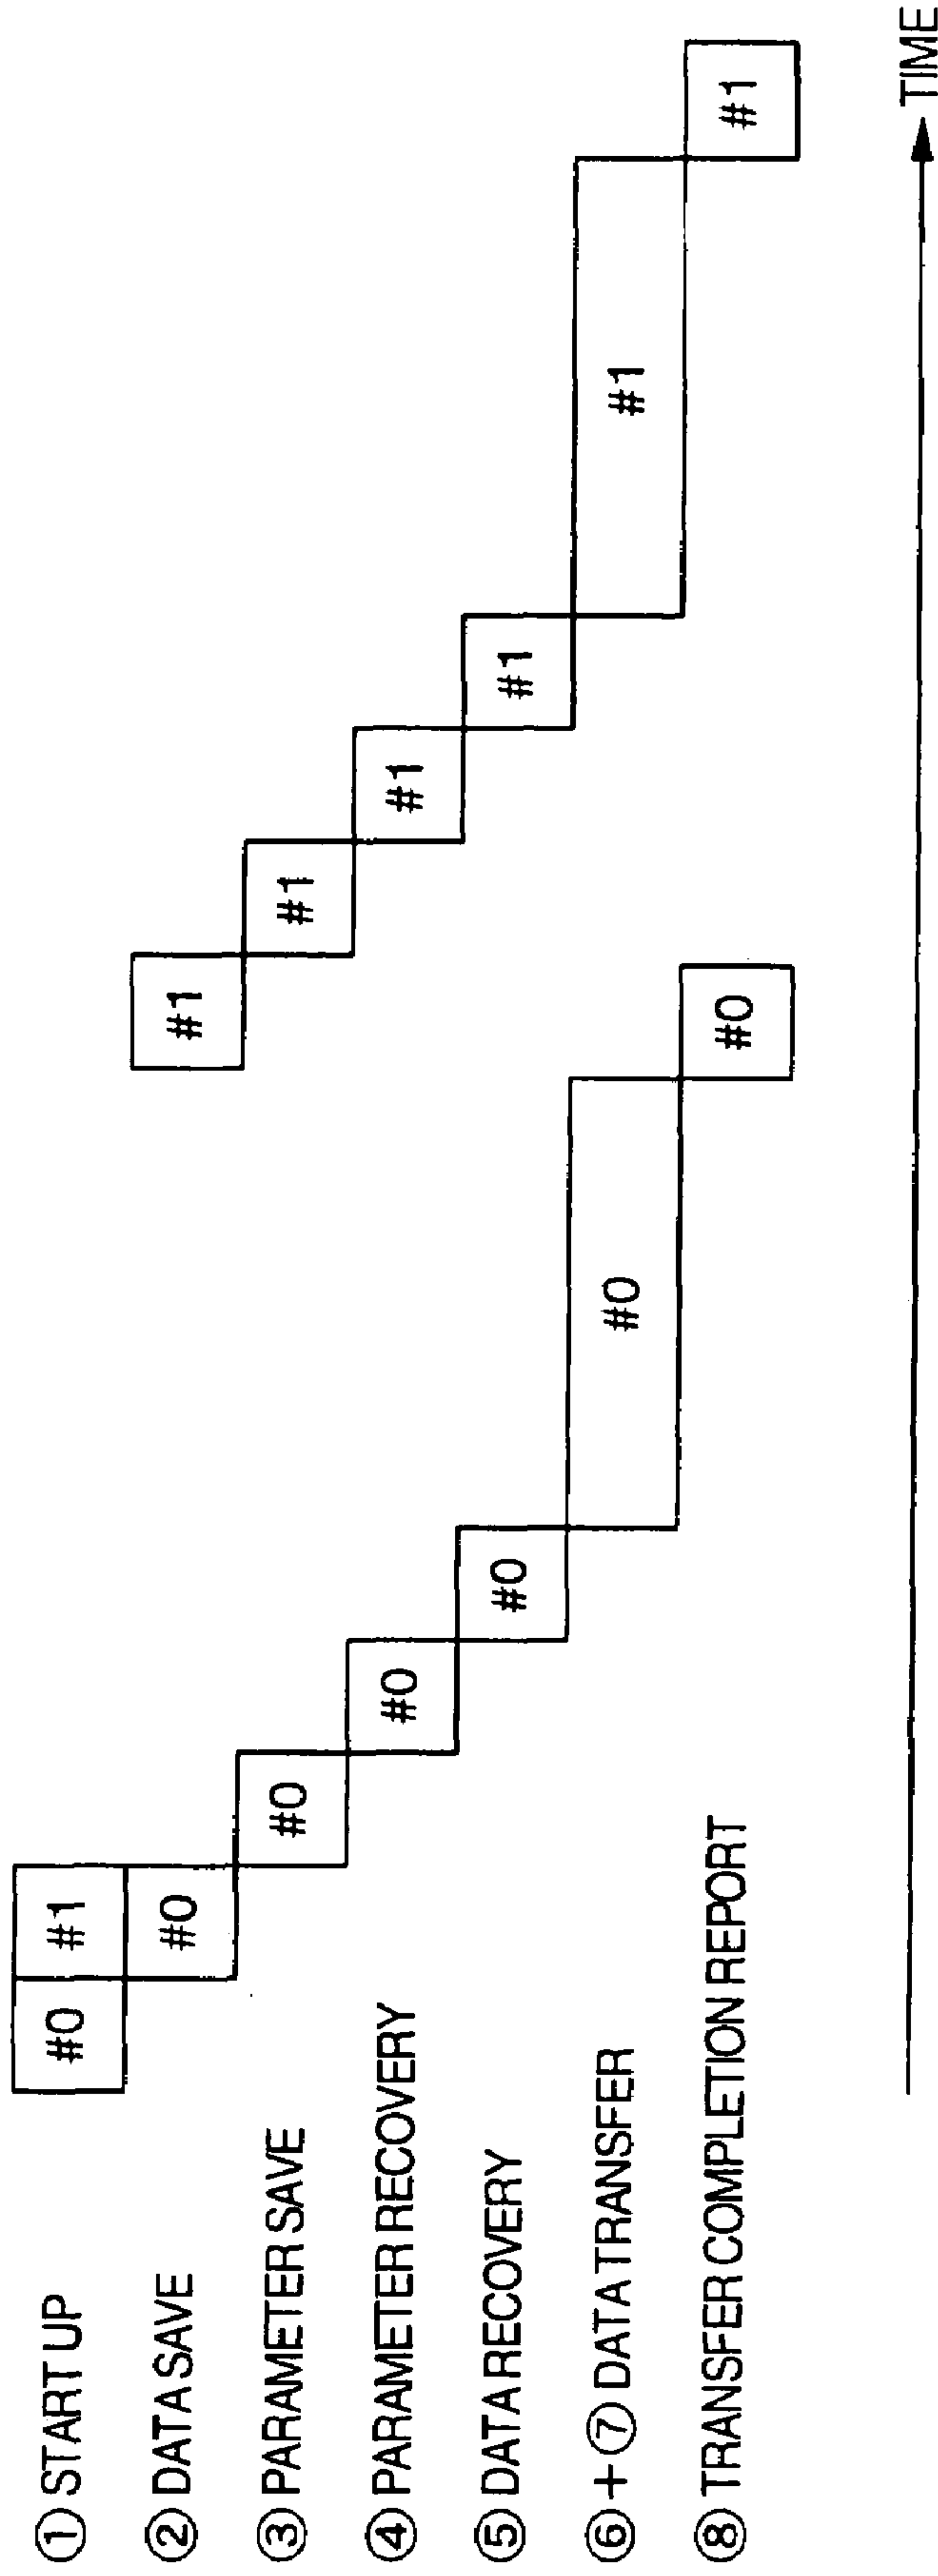 ① START UP #0 #1
② DATA SAVE #0 #1
③ PARAMETER SAVE #0 #1
④ PARAMETER RECOVERY #0 #1
⑤ DATA RECOVERY #0 #1
⑥+⑦ DATA TRANSFER #0 #1
⑧ TRANSFER COMPLETION REPORT #0 #1
TIME